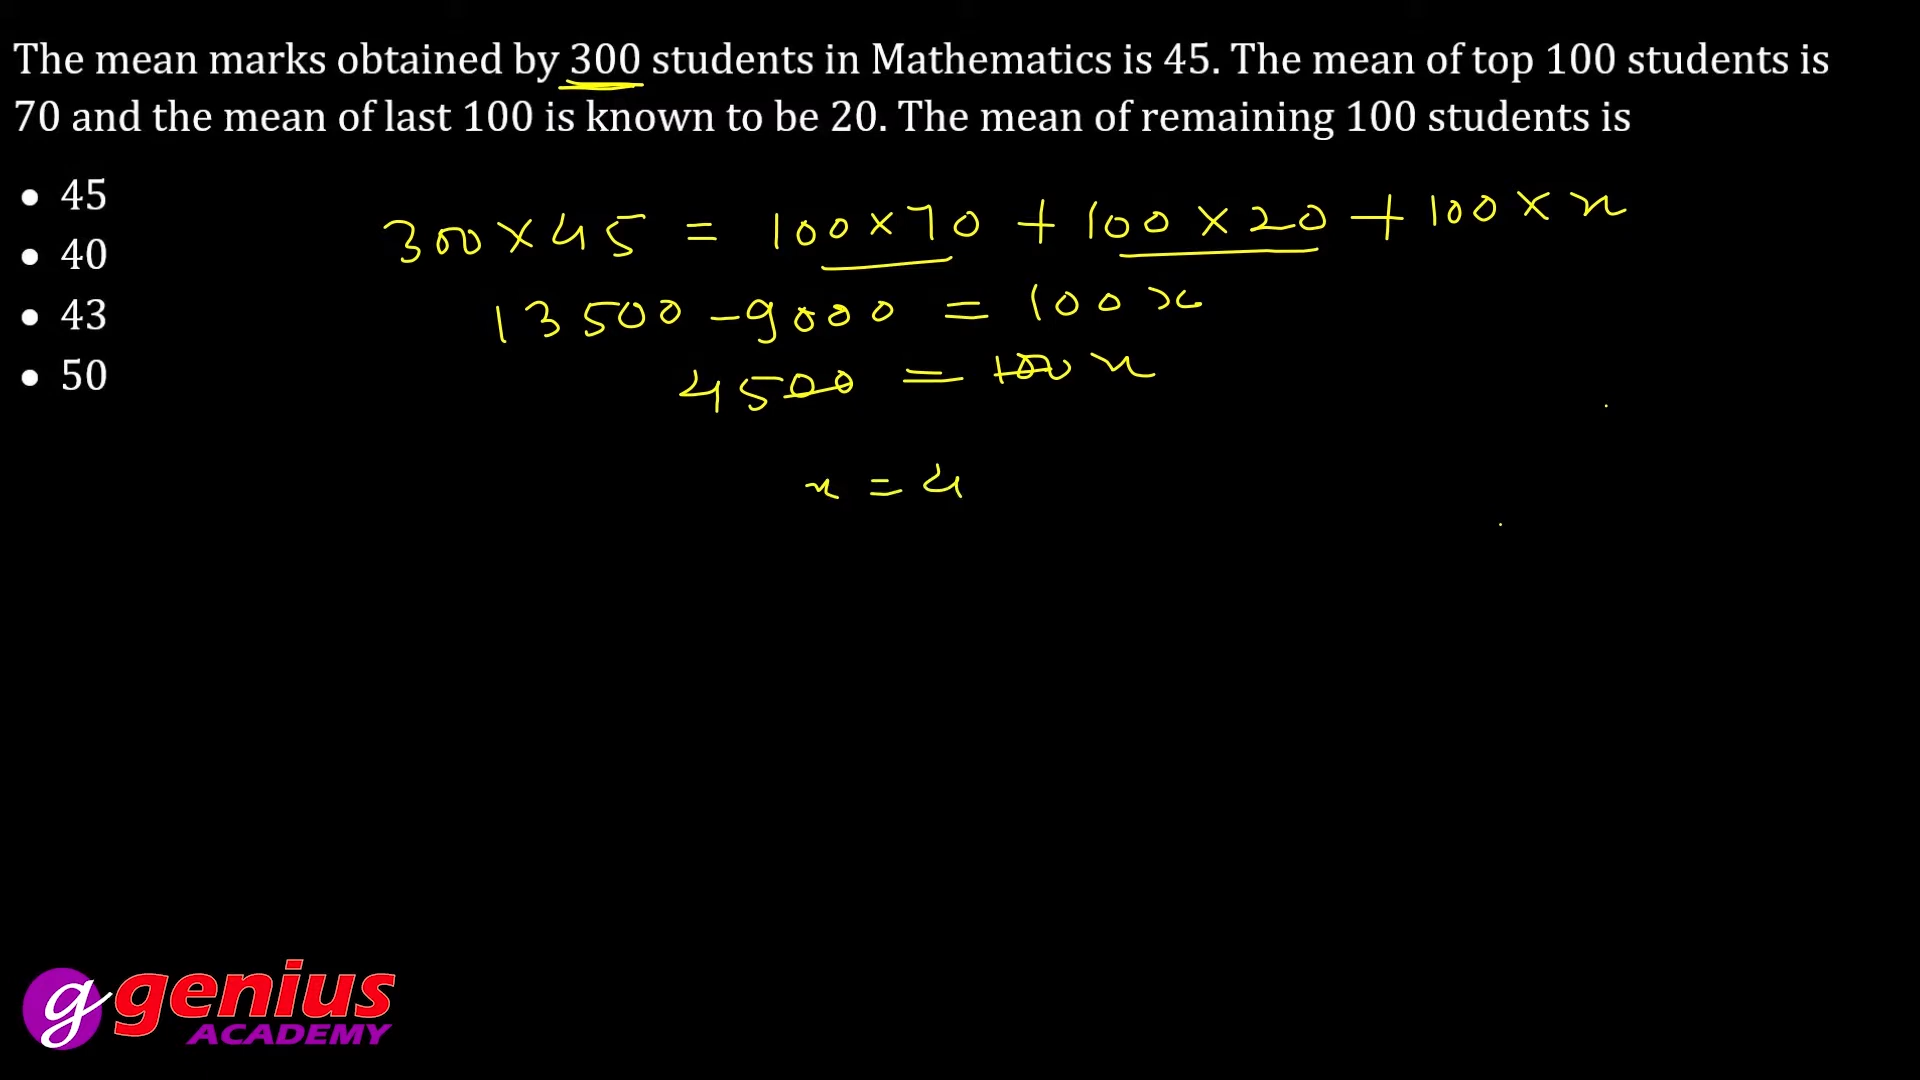 The mean marks obtained by 300 students in Mathematics is 45. The mean of top 100 students is
70 and the mean of last 100 is known to be 20. The mean of remaining 100 students is
• 45
• 40
• 43
• 50
300 × 45 = 100 × 70 + 100 × 20 + 100 × x
13500 - 9000 = 100 x
4500 = 100 x
x = 4
g genius
ACADEMY